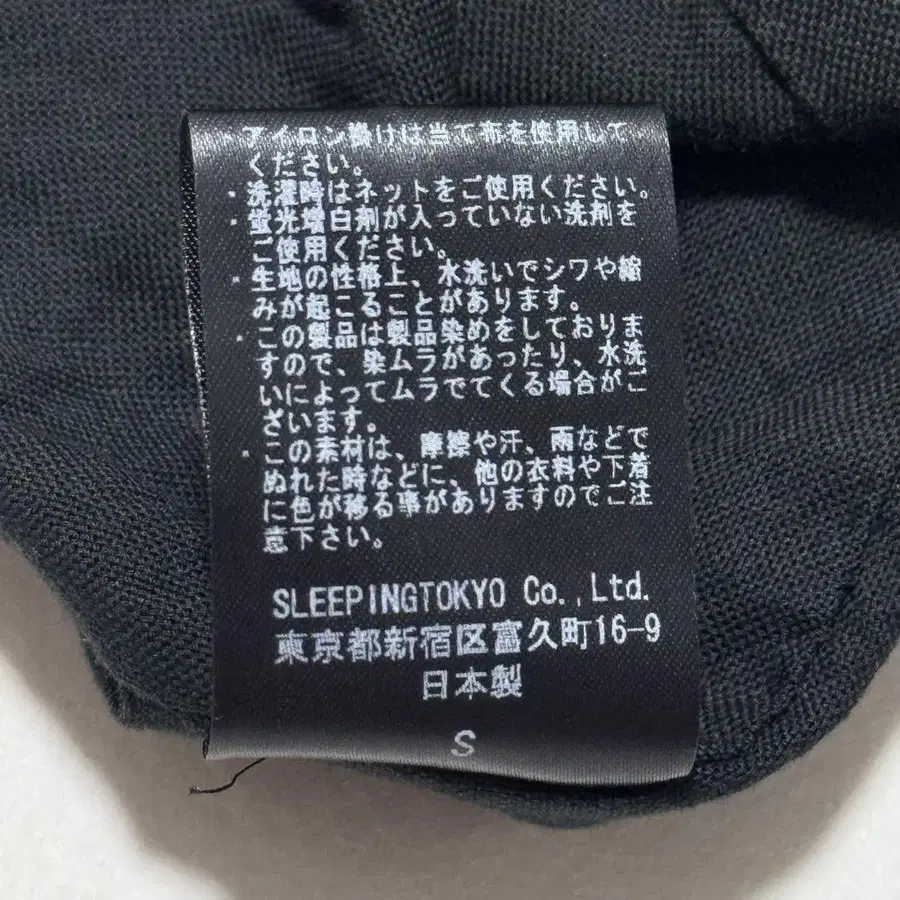 アイロン掛けは当て布を使用して
ください。
・洗濯時はネットをご使用ください。
・蛍光増白剤が入っていない洗剤を
ご使用ください。
・生地の性格上、水洗いでシワや縮
みが起こることがあります。
・この製品は製品染めをしておりま
すので、染ムラがあったり、水洗
いによってムラがでてくる場合がご
ざいます。
・この素材は、摩擦や汗、雨などで
ぬれた時などに、他の衣料や下着
に色が移る事がありますのでご注
意下さい。
SLEEPINGTOKYO Co.,Ltd.
東京都新宿区富久町16-9
日本製
S